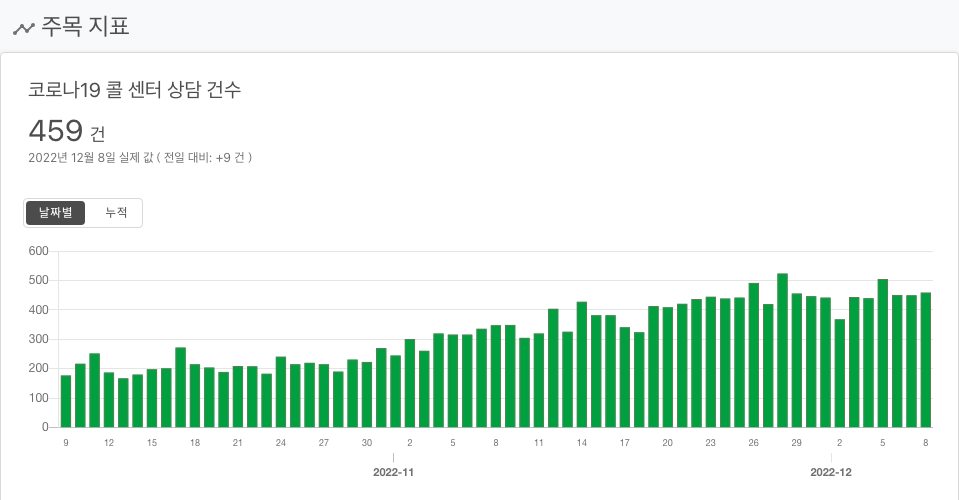 주목 지표
코로나19 콜 센터 상담 건수
459 건
2022년 12월 8일 실제 값 ( 전일 대비: +9 건 )
날짜별 누적
600
500
400
300
200
100
0
9 12 15 18 21 24 27 30 2 5 8 11 14 17 20 23 26 29 2 5 8
2022-11 2022-12